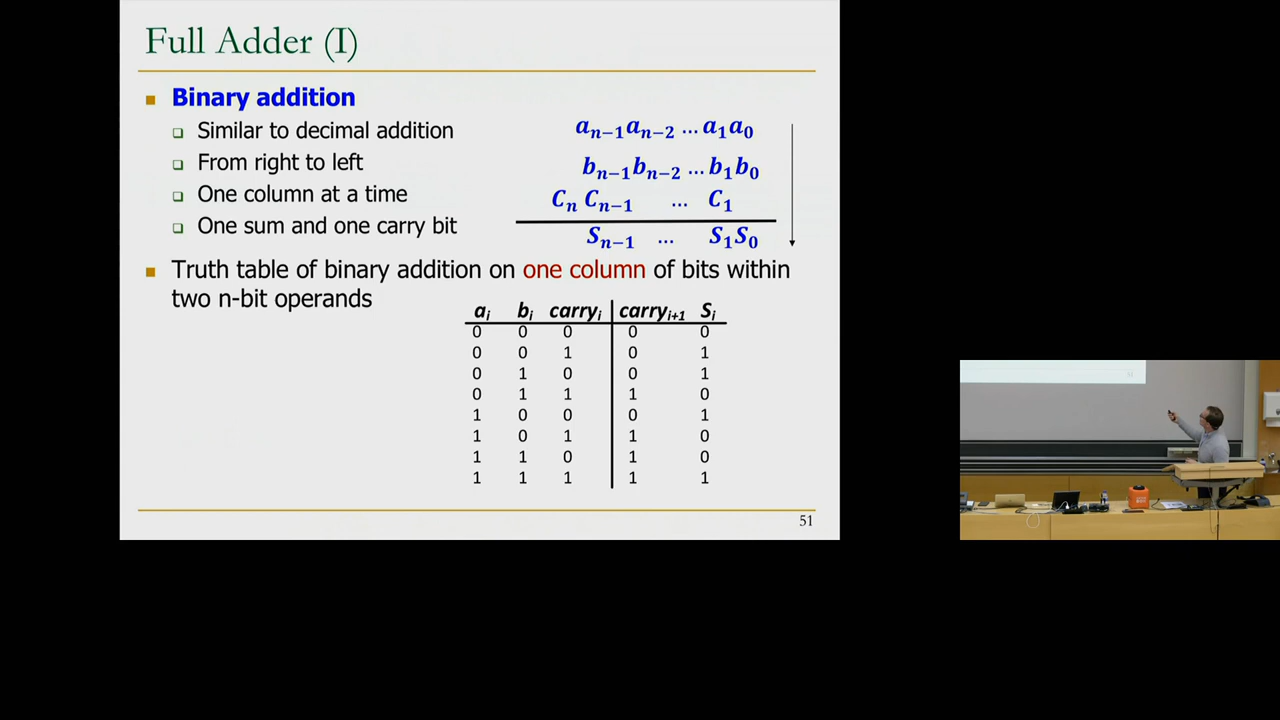 Full Adder (I)
Binary addition
Similar to decimal addition
From right to left
One column at a time
One sum and one carry bit
aₙ₋₁aₙ₋₂ … a₁a₀
bₙ₋₁bₙ₋₂ … b₁b₀
Cₙ Cₙ₋₁ … C₁
Sₙ₋₁ … S₁S₀
Truth table of binary addition on one column of bits within
two n-bit operands
aᵢ bᵢ carryᵢ carryᵢ₊₁ Sᵢ
0 0 0 0 0
0 0 1 0 1
0 1 0 0 1
0 1 1 1 0
1 0 0 0 1
1 0 1 1 0
1 1 0 1 0
1 1 1 1 1
51